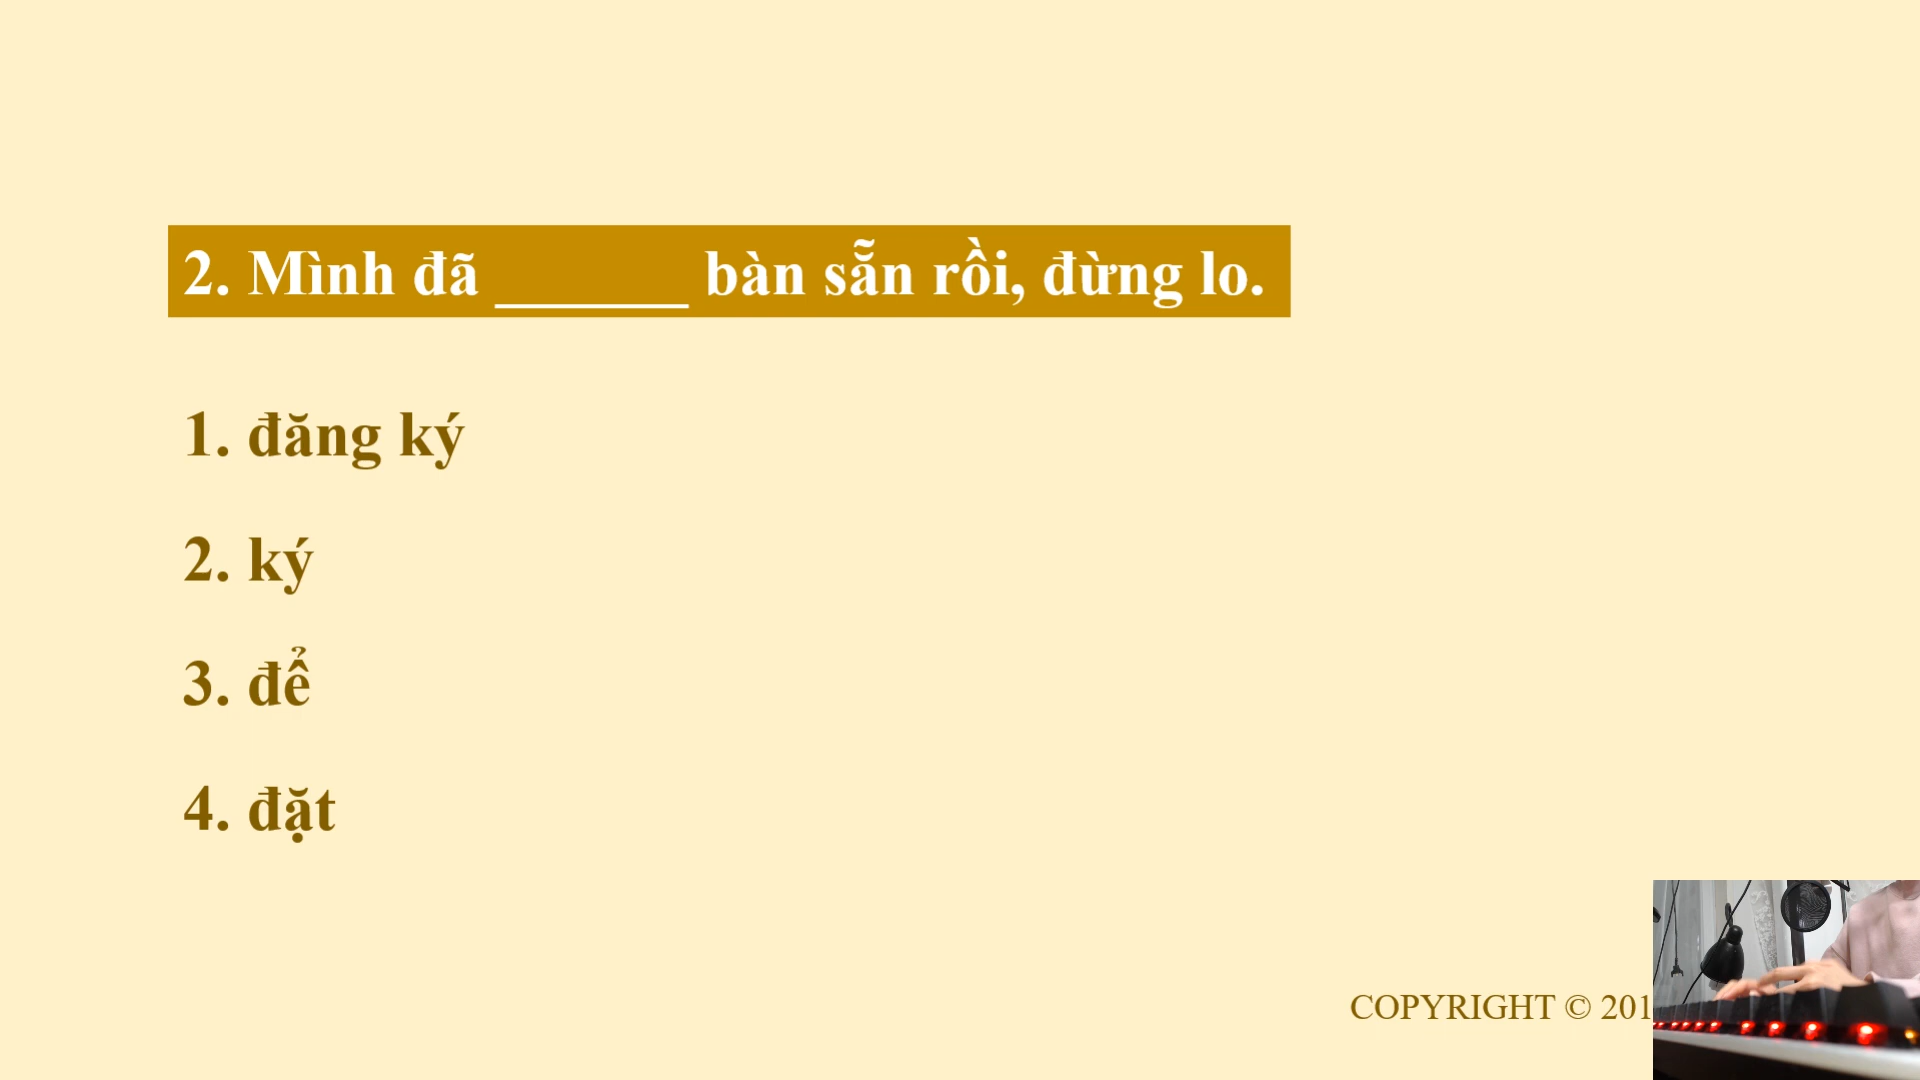 2. Mình đã ______ bàn sẵn rồi, đừng lo.
1. đăng ký
2. ký
3. để
4. đặt
COPYRIGHT © 201